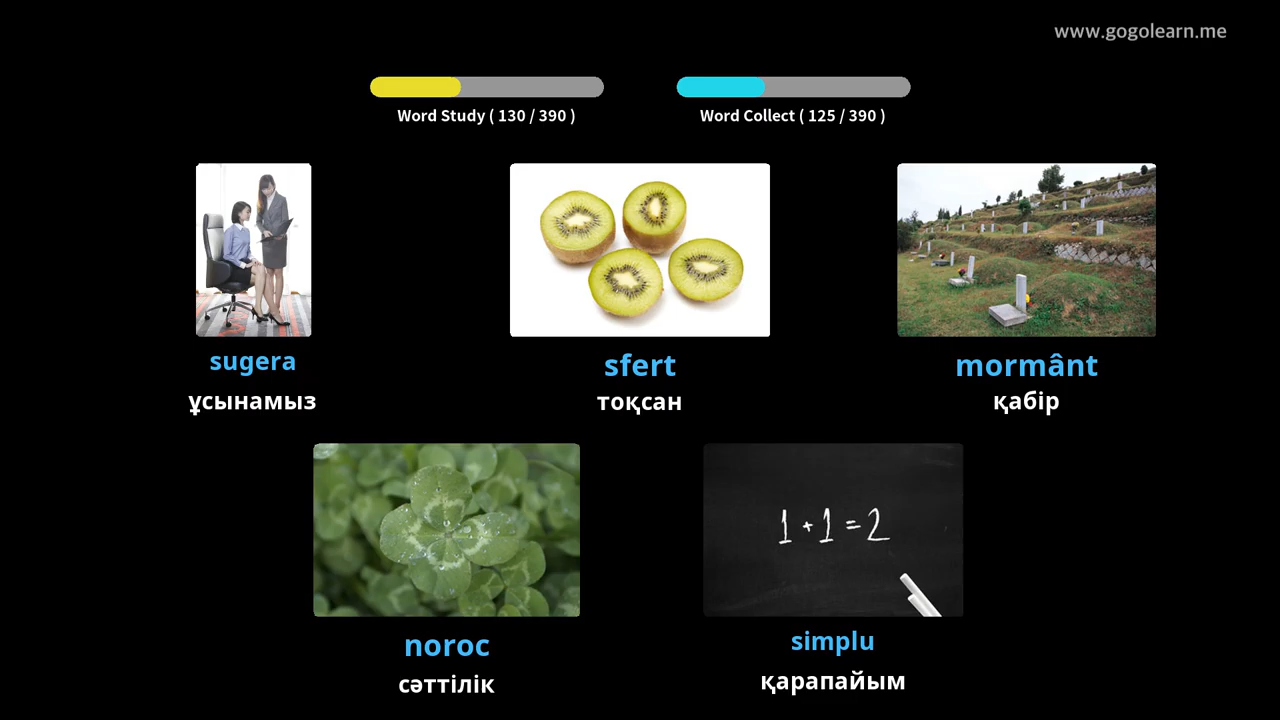 www.gogolearn.me
Word Study ( 130 / 390 )
Word Collect ( 125 / 390 )
sugera
ұсынамыз
sfert
тоқсан
mormânt
қабір
1 + 1 = 2
noroc
сәттілік
simplu
қарапайым